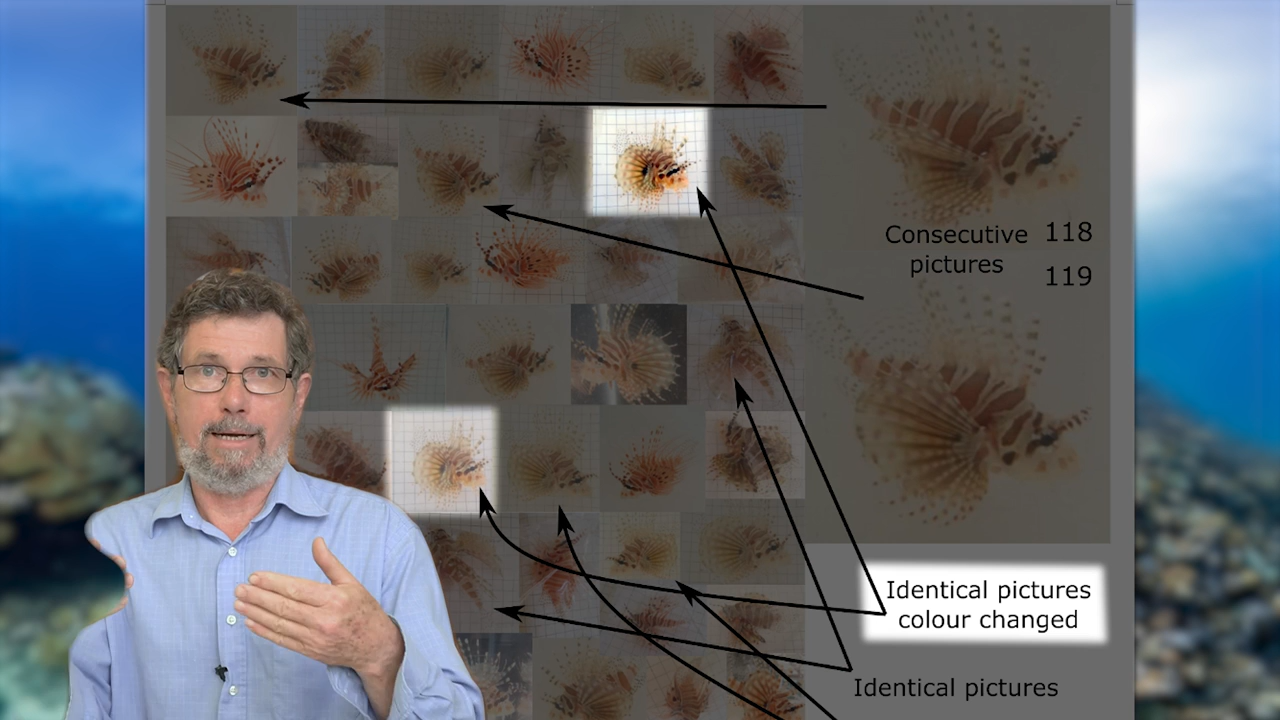 Consecutive 118
pictures
119
Identical pictures
colour changed
Identical pictures